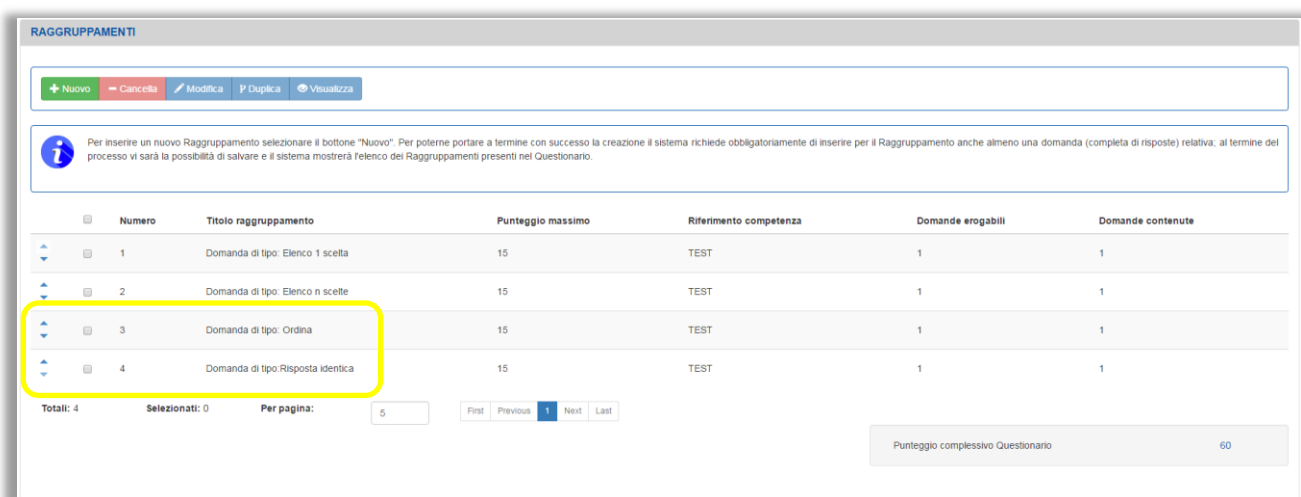 RAGGRUPPAMENTI
Nuovo Cancella Modifica Duplica Visualizza
Per inserire un nuovo Raggruppamento selezionare il bottone "Nuovo". Per poterne portare a termine con successo la creazione il sistema richiede obbligatoriamente di inserire per il Raggruppamento anche almeno una domanda (completa di risposte) relativa; al termine del
processo vi sarà la possibilità di salvare e il sistema mostrerà l'elenco dei Raggruppamenti presenti nel Questionario.
Numero Titolo raggruppamento Punteggio massimo Riferimento competenza Domande erogabili Domande contenute
1 Domanda di tipo: Elenco 1 scelta 15 TEST 1 1
2 Domanda di tipo: Elenco n scelte 15 TEST 1 1
3 Domanda di tipo: Ordina 15 TEST 1 1
4 Domanda di tipo:Risposta identica 15 TEST 1 1
Totali: 4 Selezionati: 0 Per pagina: 5 First Previous 1 Next Last
Punteggio complessivo Questionario 60